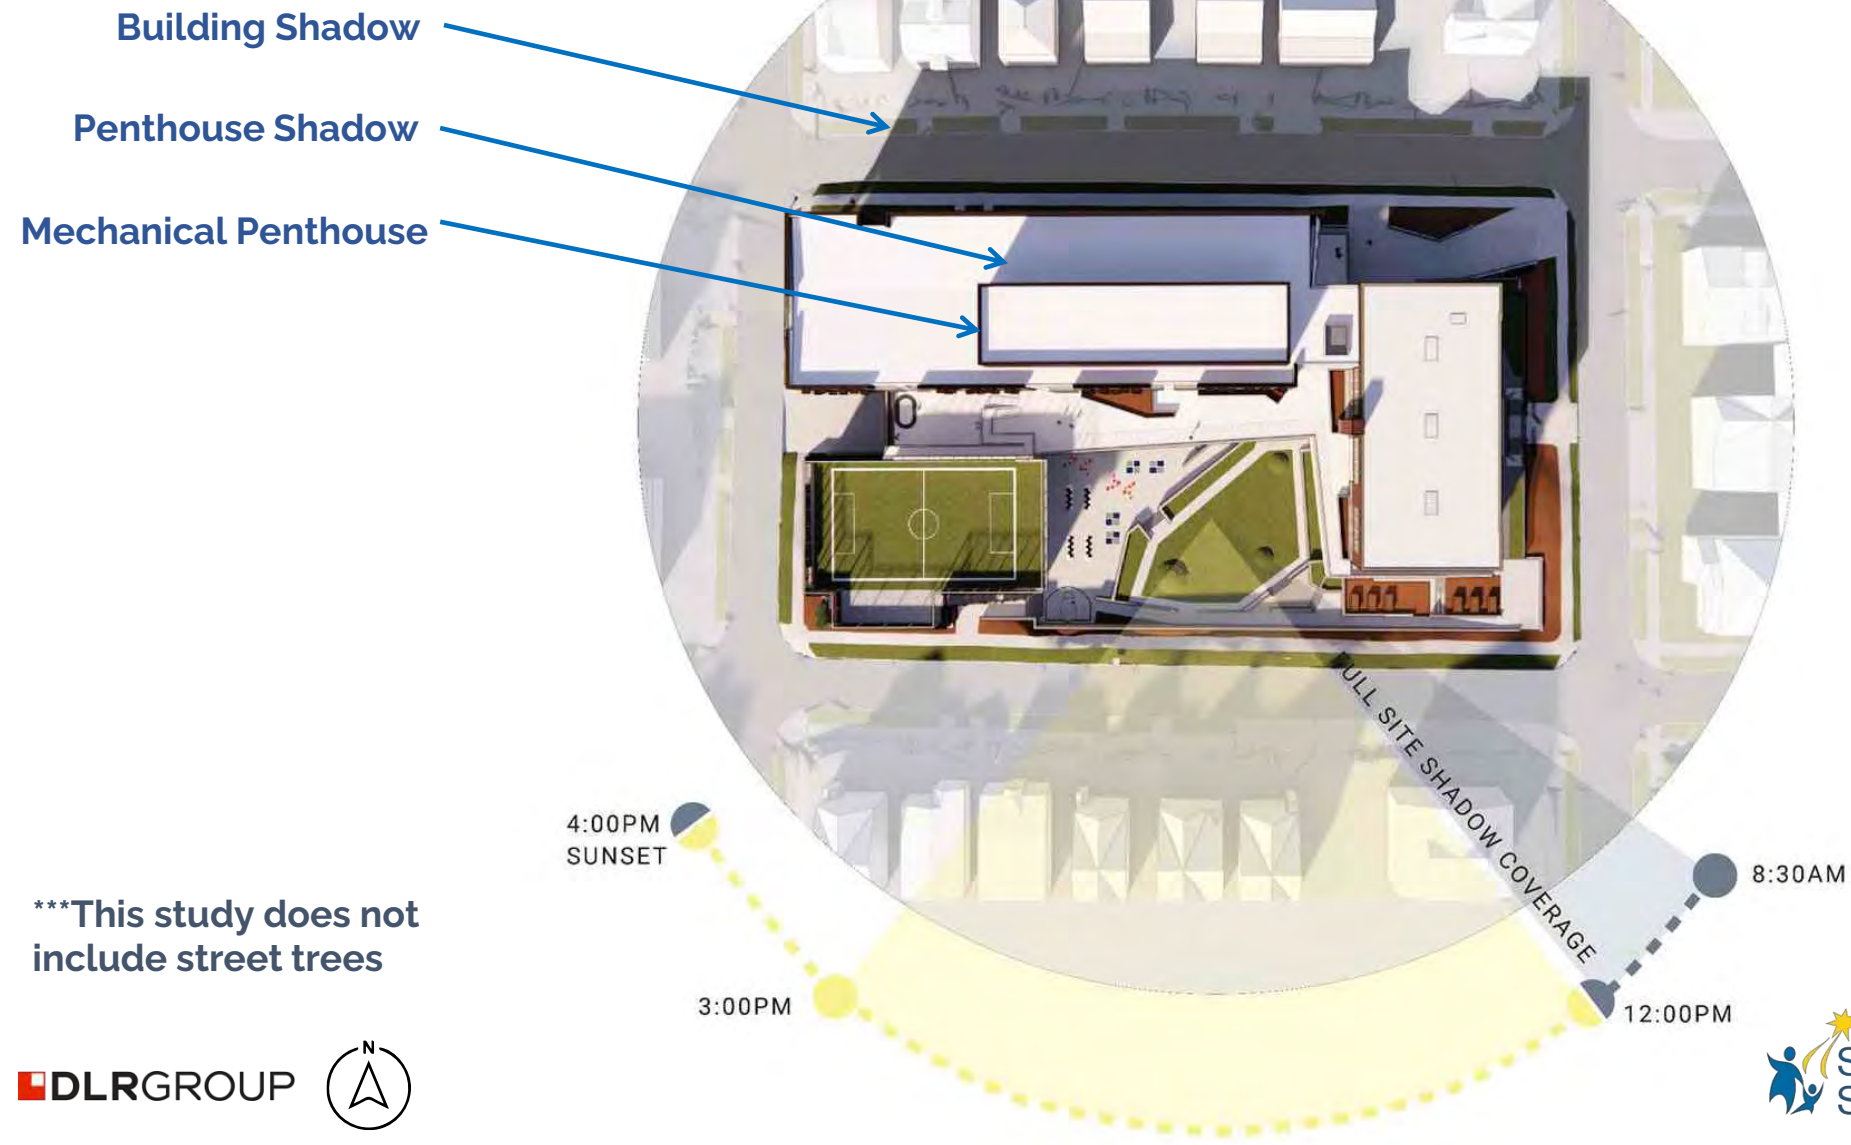 Building Shadow
Penthouse Shadow
Mechanical Penthouse
FULL SITE SHADOW COVERAGE
4:00PM
SUNSET
8:30AM
***This study does not
include street trees
3:00PM
12:00PM
N
DLRGROUP
S
S